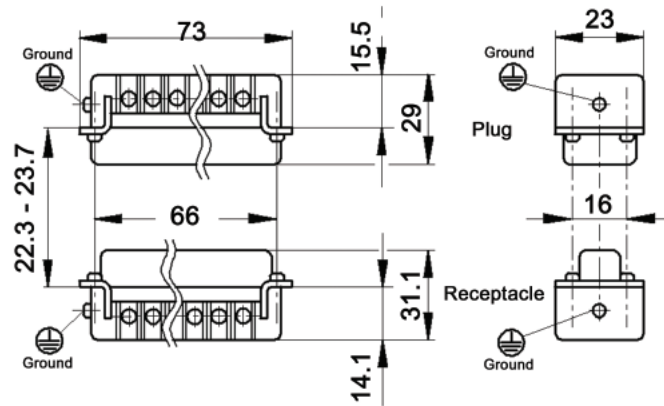 Ground
73
15.5
29
Ground
23
Plug
22.3 - 23.7
66
16
31.1
14.1
Receptacle
Ground
Ground